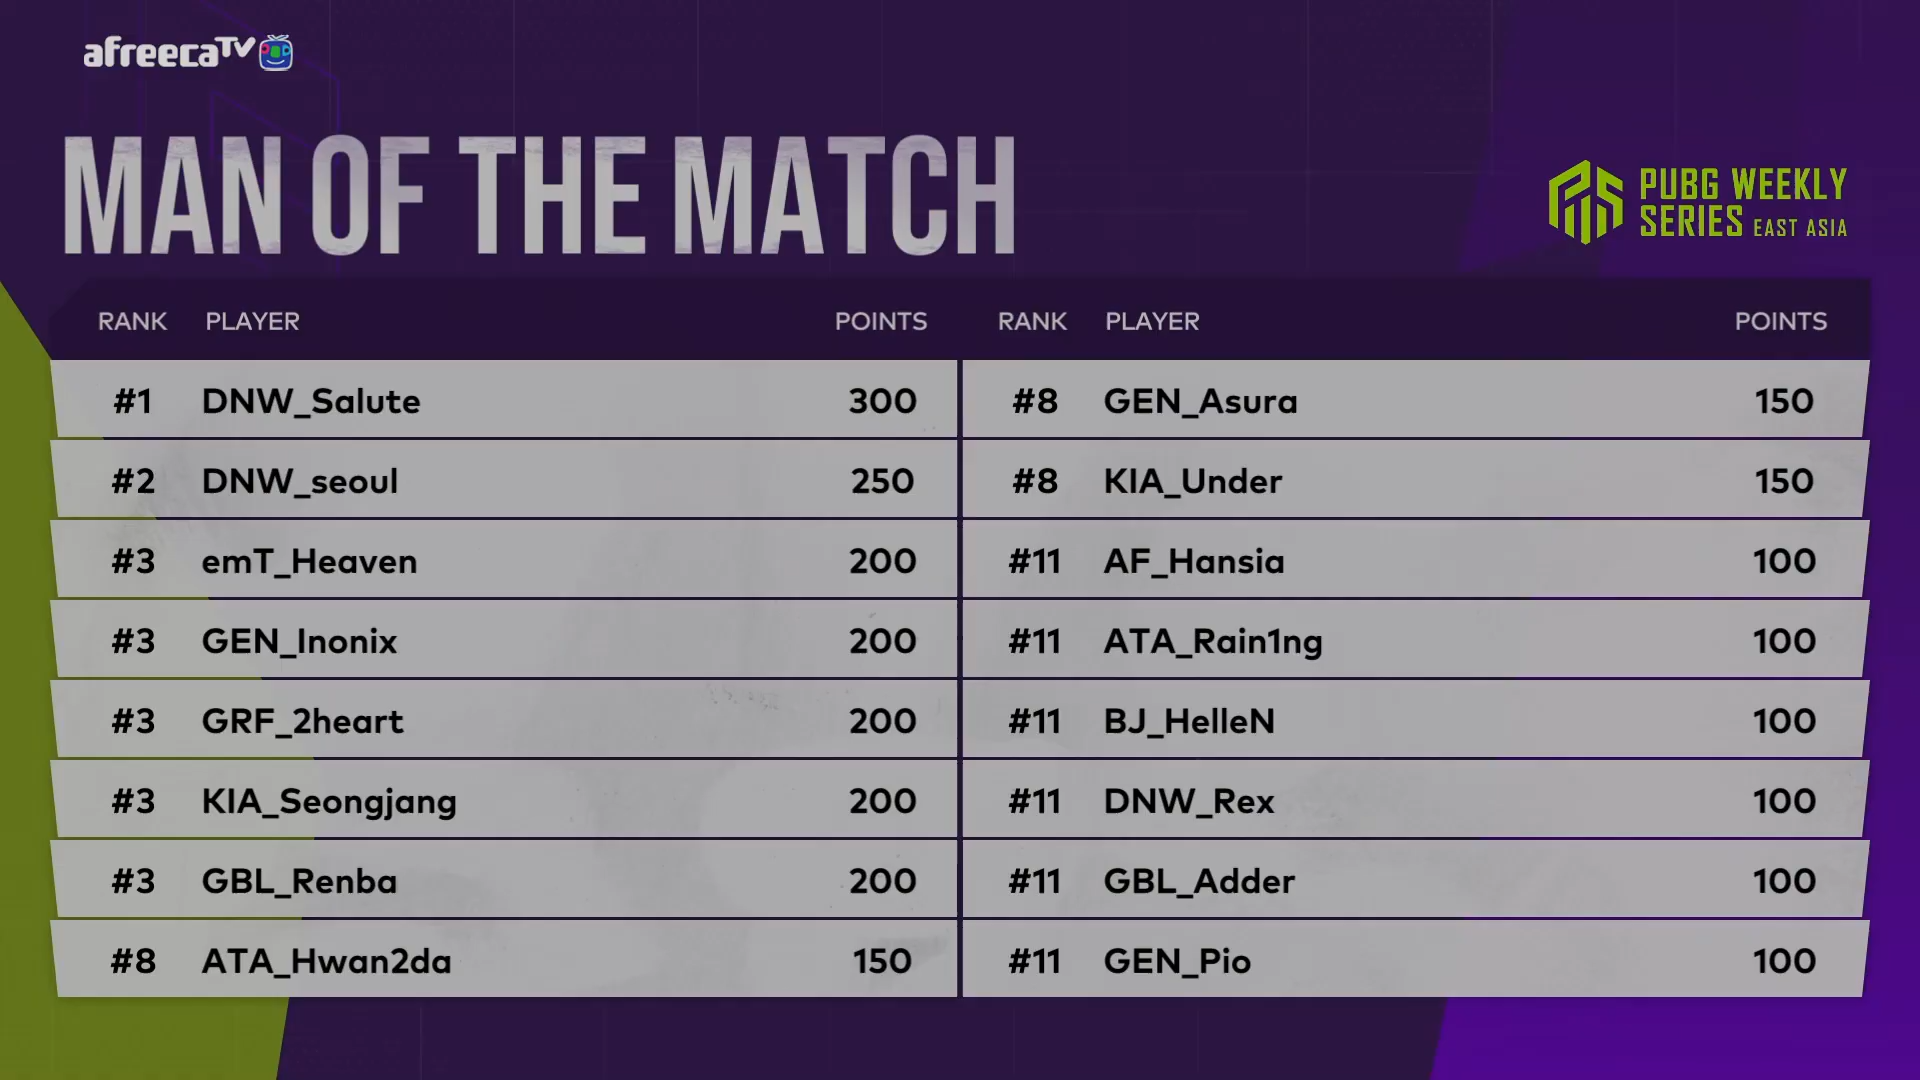 afreecaTV
MAN OF THE MATCH
PUBG WEEKLY
SERIES EAST ASIA
RANK PLAYER POINTS RANK PLAYER POINTS
#1 DNW_Salute 300 #8 GEN_Asura 150
#2 DNW_seoul 250 #8 KIA_Under 150
#3 emT_Heaven 200 #11 AF_Hansia 100
#3 GEN_Inonix 200 #11 ATA_Rain1ng 100
#3 GRF_2heart 200 #11 BJ_HelleN 100
#3 KIA_Seongjang 200 #11 DNW_Rex 100
#3 GBL_Renba 200 #11 GBL_Adder 100
#8 ATA_Hwan2da 150 #11 GEN_Pio 100